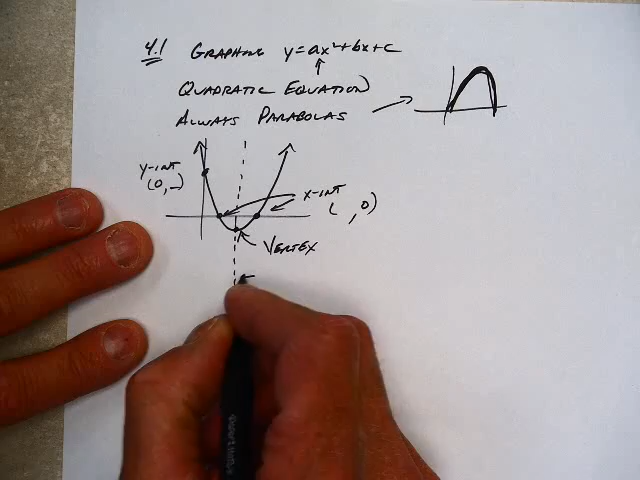 4.1 GRAPHING y=ax²+bx+c
QUADRATIC EQUATION
ALWAYS PARABOLAS
y-INT
(0,_)
x-INT
( ,0)
VERTEX